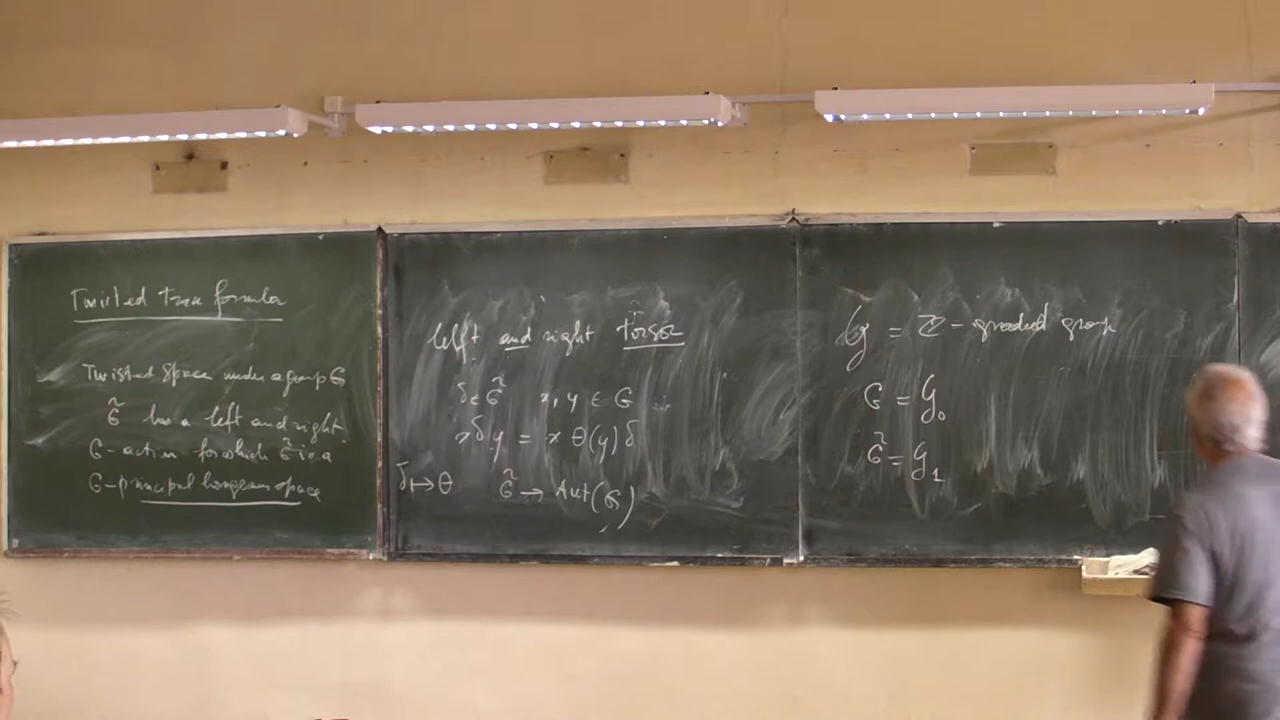 Twisted trace formula
Twisted space under a group G
G̃ has a left and right
G-action for which G̃ is a
G-principal homogeneous space
left and right torsor
δ ∈ G̃ x, y ∈ G
xδy = x θ(y)δ
δ ↦ θ G̃ → Aut(G)
𝒢 = ℤ-graded group
G = 𝒢₀
G̃ = 𝒢₁